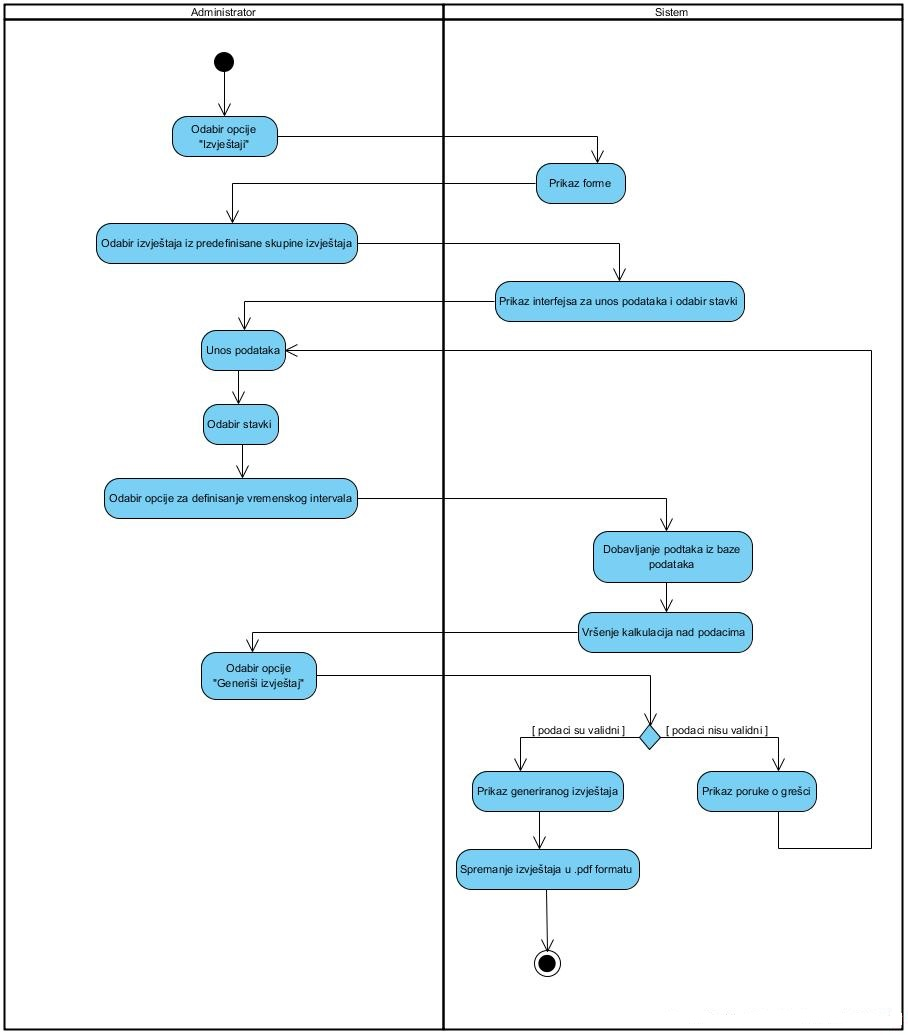 Administrator
Sistem
Odabir opcije
"Izvještaji"
Prikaz forme
Odabir izvještaja iz predefinisane skupine izvještaja
Prikaz interfejsa za unos podataka i odabir stavki
Unos podataka
Odabir stavki
Odabir opcije za definisanje vremenskog intervala
Dobavljanje podtaka iz baze
podataka
Vršenje kalkulacija nad podacima
Odabir opcije
"Generiši izvještaj"
[ podaci su validni ]
[ podaci nisu validni ]
Prikaz generiranog izvještaja
Prikaz poruke o grešci
Spremanje izvještaja u .pdf formatu